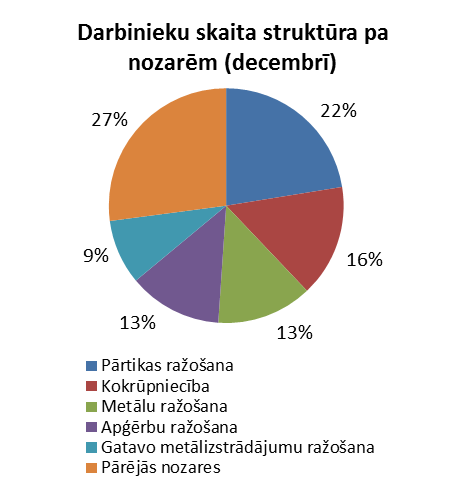 Darbinieku skaita struktūra pa
nozarēm (decembrī)
22%
16%
13%
13%
9%
27%
Pārtikas ražošana
Kokrūpniecība
Metālu ražošana
Apģērbu ražošana
Gatavo metālizstrādājumu ražošana
Pārējās nozares